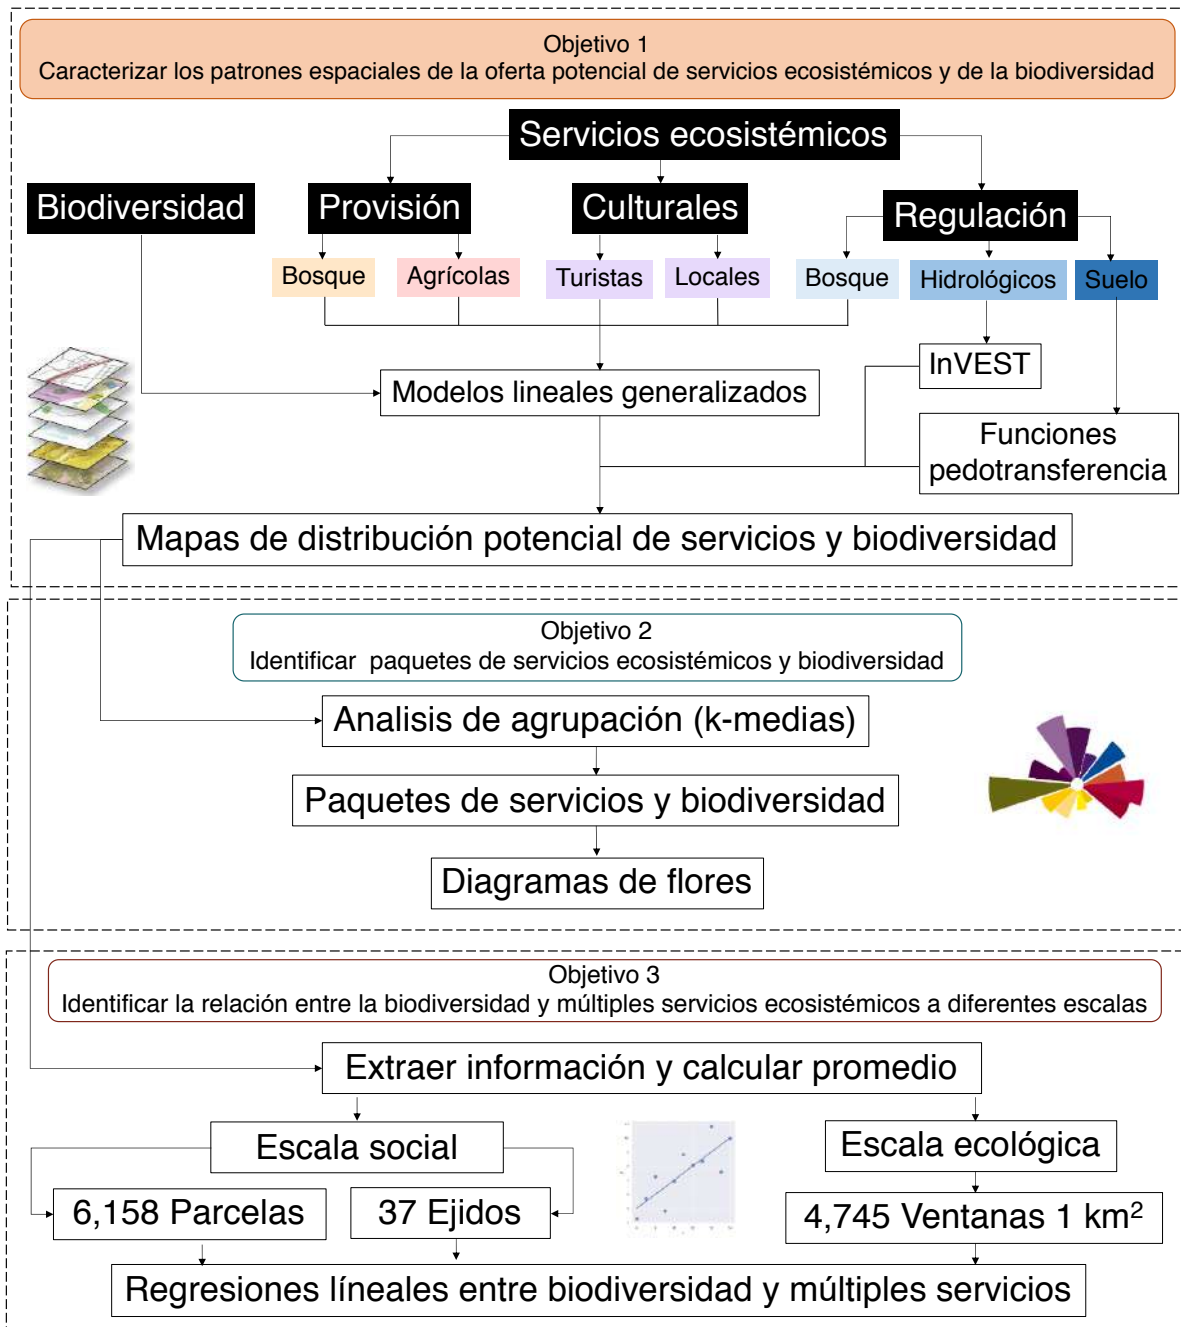 Objetivo 1
Caracterizar los patrones espaciales de la oferta potencial de servicios ecosistémicos y de la biodiversidad
Servicios ecosistémicos
Biodiversidad
Provisión
Culturales
Regulación
Bosque
Agrícolas
Turistas
Locales
Bosque
Hidrológicos
Suelo
InVEST
Modelos lineales generalizados
Funciones
pedotransferencia
Mapas de distribución potencial de servicios y biodiversidad
Objetivo 2
Identificar paquetes de servicios ecosistémicos y biodiversidad
Analisis de agrupación (k-medias)
Paquetes de servicios y biodiversidad
Diagramas de flores
Objetivo 3
Identificar la relación entre la biodiversidad y múltiples servicios ecosistémicos a diferentes escalas
Extraer información y calcular promedio
Escala social
Escala ecológica
6,158 Parcelas
37 Ejidos
4,745 Ventanas 1 km²
Regresiones líneales entre biodiversidad y múltiples servicios